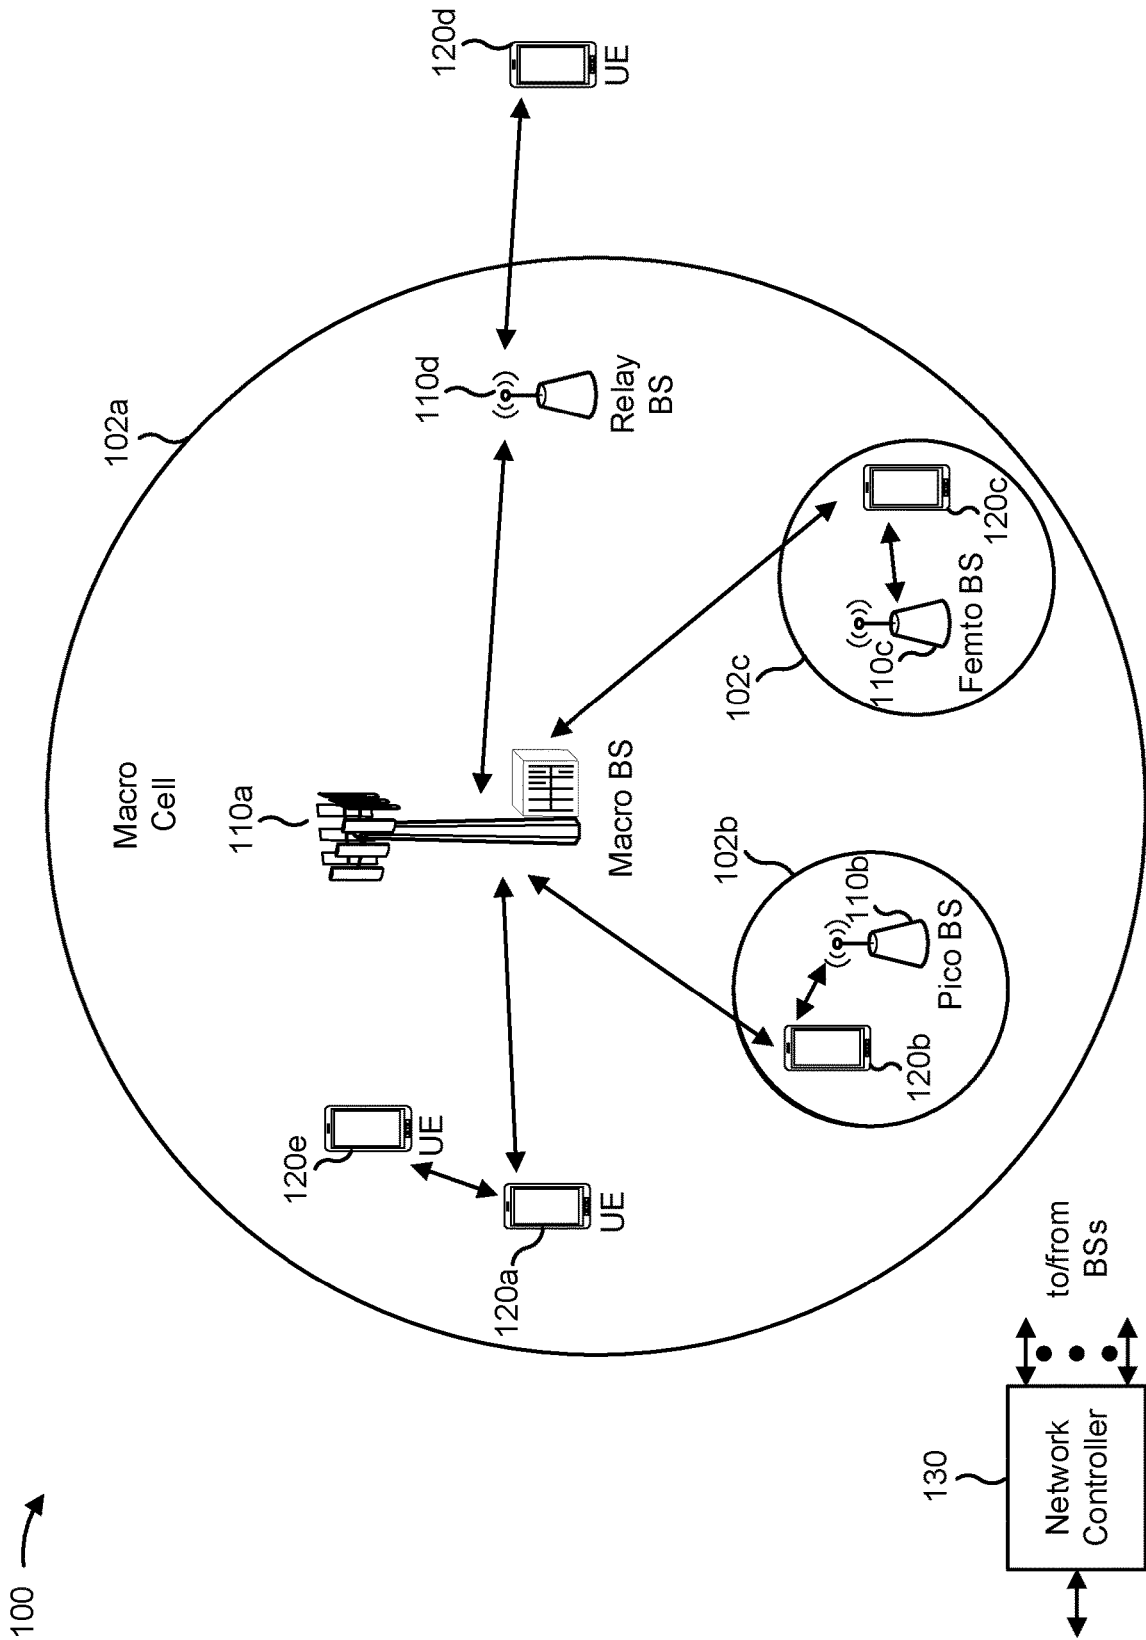 100
102a
Macro
Cell
110a
Macro BS
110d
Relay
BS
120d
UE
120e
UE
120a
UE
102b
110b
Pico BS
120b
102c
110c
Femto BS
120c
130
Network
Controller
to/from
BSs